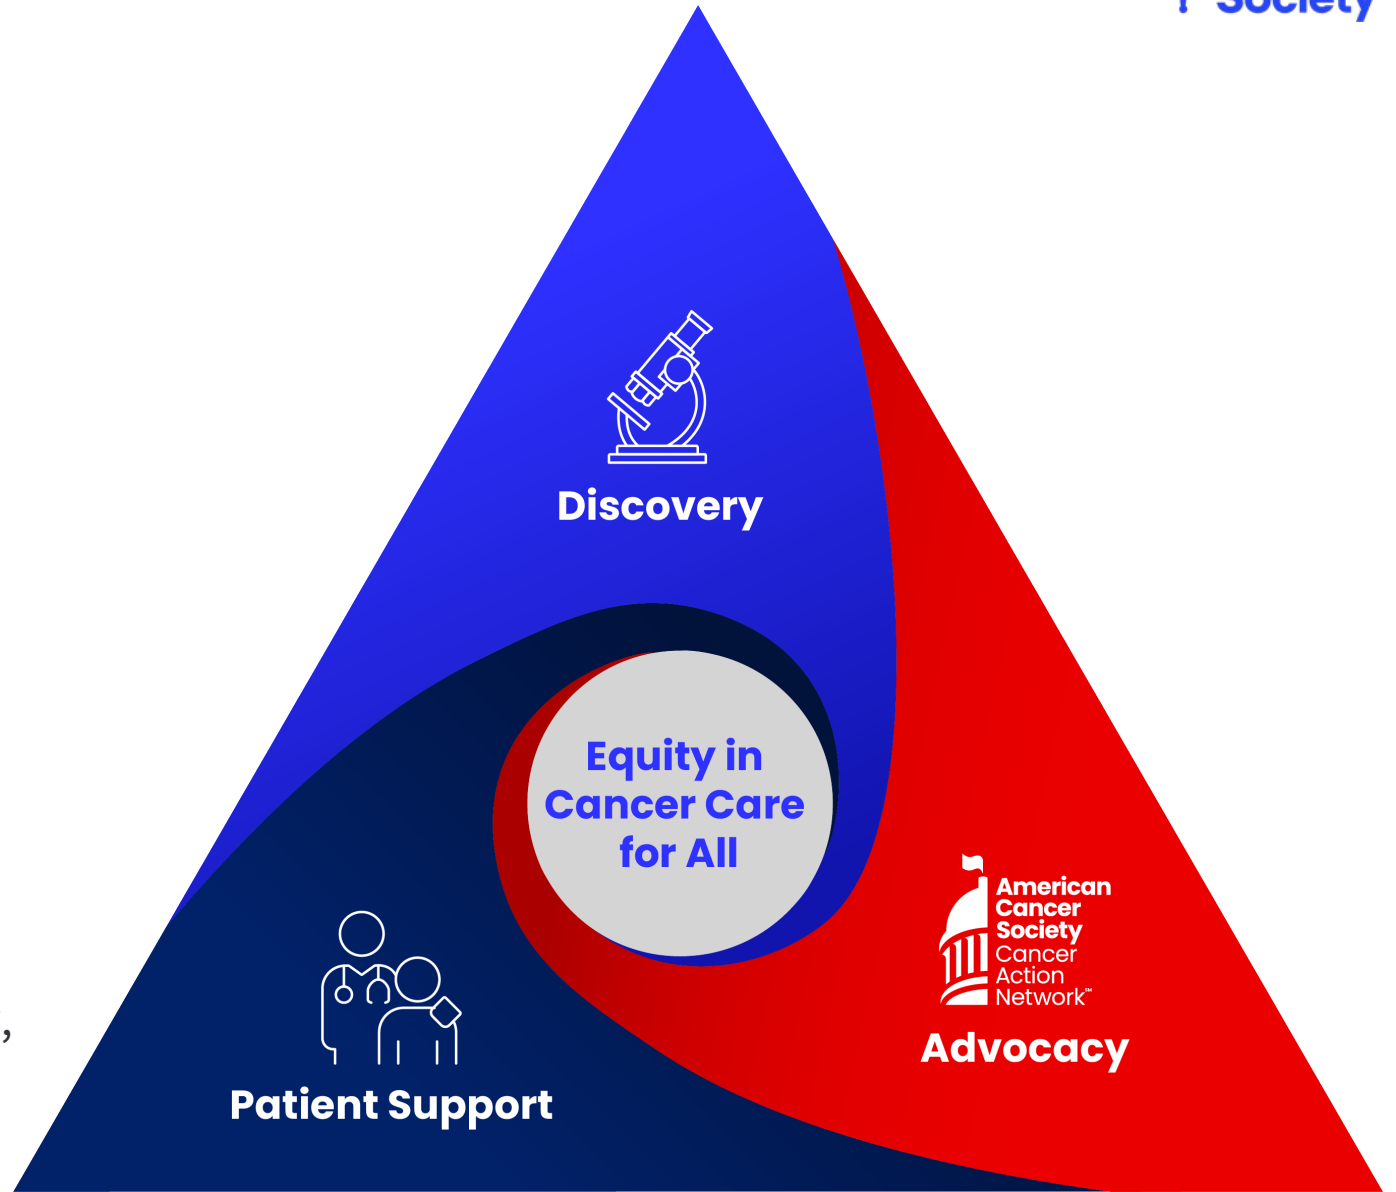 Society
Discovery
Equity in
Cancer Care
for All
American
Cancer
Society
Cancer
Action
Network™
Advocacy
,
Patient Support